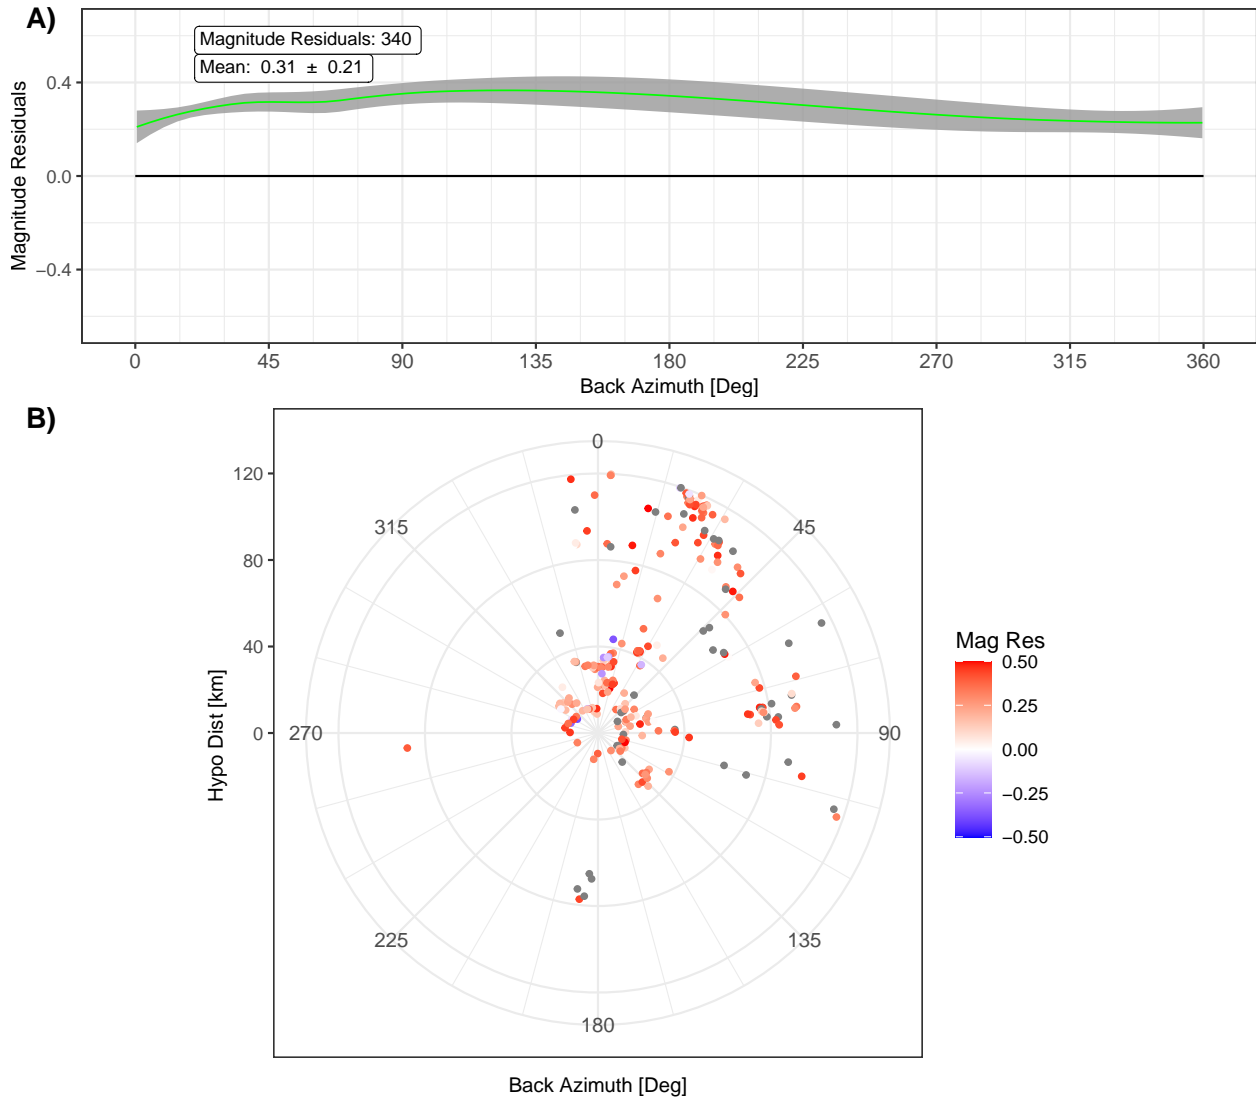 A)
Magnitude Residuals: 340
Mean: 0.31 ± 0.21
0.4
0.0
−0.4
Magnitude Residuals
0 45 90 135 180 225 270 315 360
Back Azimuth [Deg]
B)
0
45
90
135
180
225
270
315
120
80
40
0
Hypo Dist [km]
Back Azimuth [Deg]
Mag Res
0.50
0.25
0.00
−0.25
−0.50